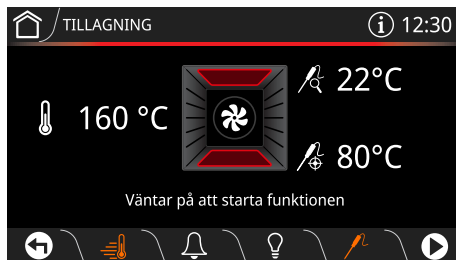 TILLAGNING
12:30
22°C
160 °C
80°C
Väntar på att starta funktionen